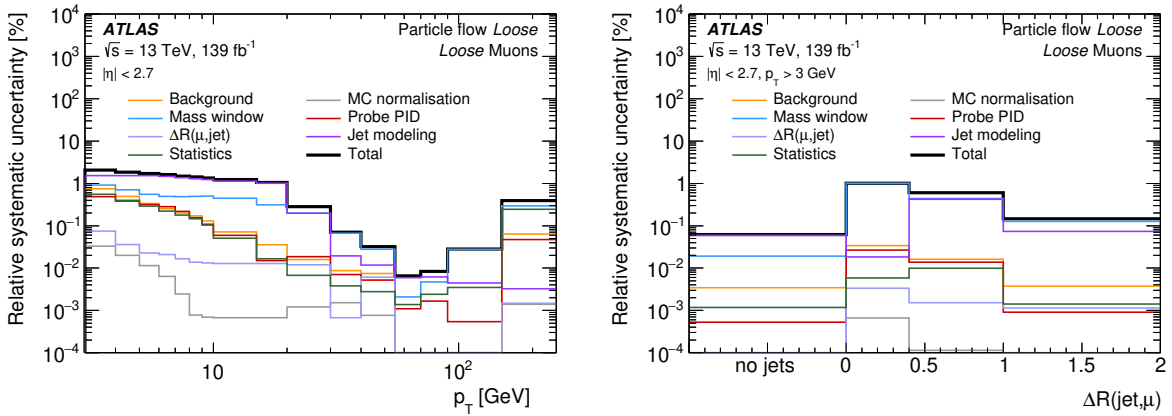 ATLAS
√s = 13 TeV, 139 fb⁻¹
|η| < 2.7
Particle flow Loose
Loose Muons
Background
Mass window
ΔR(μ,jet)
Statistics
MC normalisation
Probe PID
Jet modeling
Total
Relative systematic uncertainty [%]
10⁴
10³
10²
10
1
10⁻¹
10⁻²
10⁻³
10⁻⁴
10
10²
p_T [GeV]
ATLAS
√s = 13 TeV, 139 fb⁻¹
|η| < 2.7, p_T > 3 GeV
Particle flow Loose
Loose Muons
Background
Mass window
ΔR(μ,jet)
Statistics
MC normalisation
Probe PID
Jet modeling
Total
Relative systematic uncertainty [%]
10⁴
10³
10²
10
1
10⁻¹
10⁻²
10⁻³
10⁻⁴
no jets
0
0.5
1
1.5
2
ΔR(jet,μ)